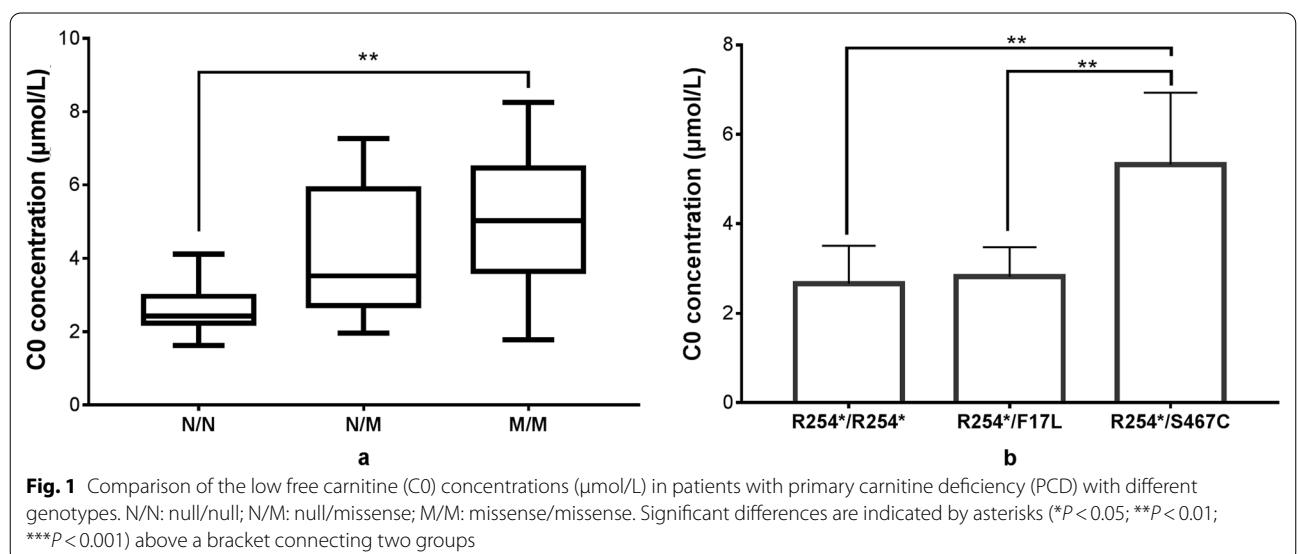 10
8
6
4
2
0
C0 concentration (µmol/L)
**
N/N N/M M/M
a
8
6
4
2
0
C0 concentration (µmol/L)
**
**
R254*/R254* R254*/F17L R254*/S467C
b
Fig. 1 Comparison of the low free carnitine (C0) concentrations (µmol/L) in patients with primary carnitine deficiency (PCD) with different
genotypes. N/N: null/null; N/M: null/missense; M/M: missense/missense. Significant differences are indicated by asterisks (*P < 0.05; **P < 0.01;
***P < 0.001) above a bracket connecting two groups